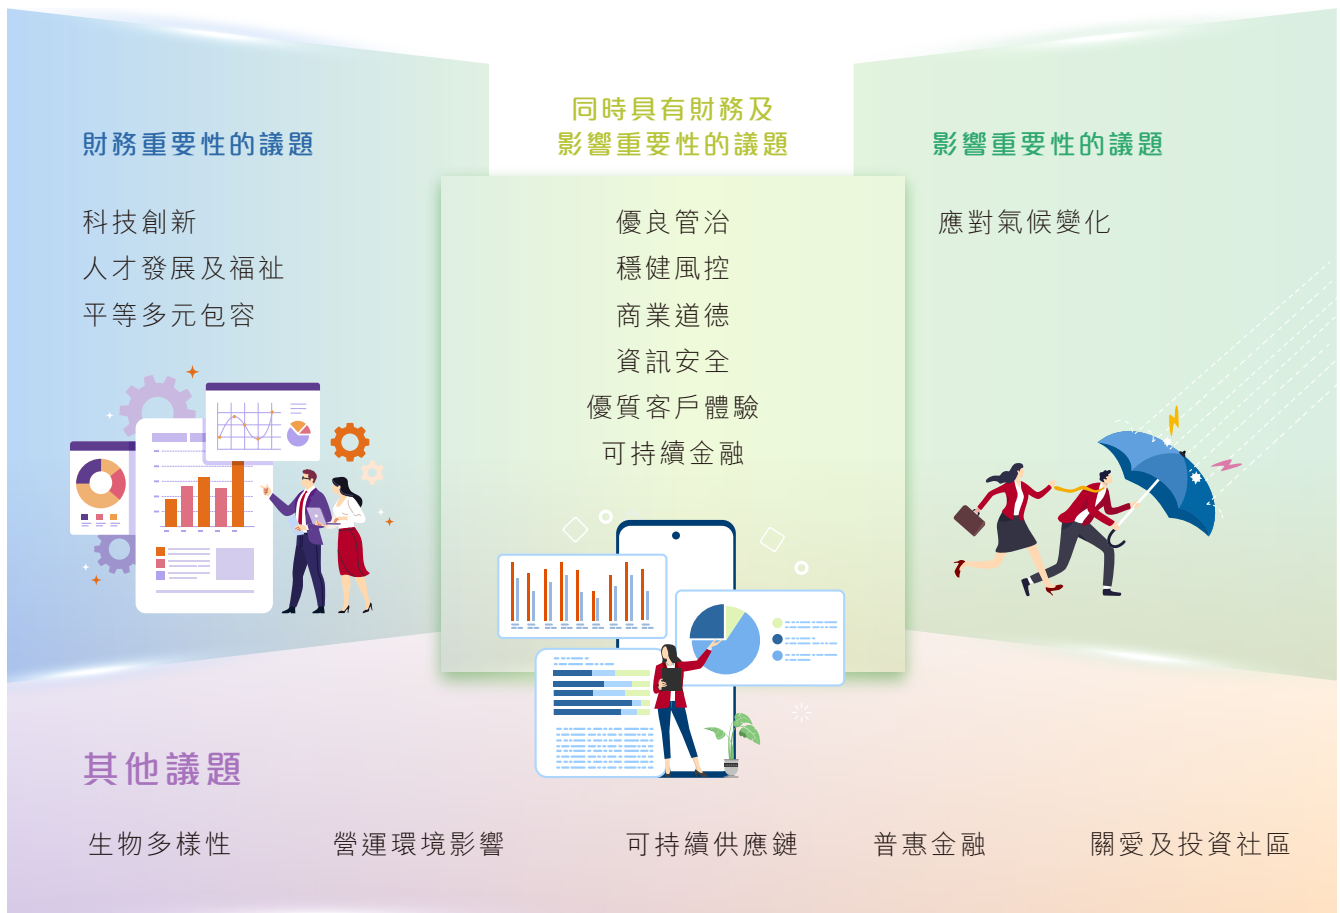 財務重要性的議題
科技創新
人才發展及福祉
平等多元包容
同時具有財務及
影響重要性的議題
優良管治
穩健風控
商業道德
資訊安全
優質客戶體驗
可持續金融
影響重要性的議題
應對氣候變化
其他議題
生物多樣性
營運環境影響
可持續供應鏈
普惠金融
關愛及投資社區